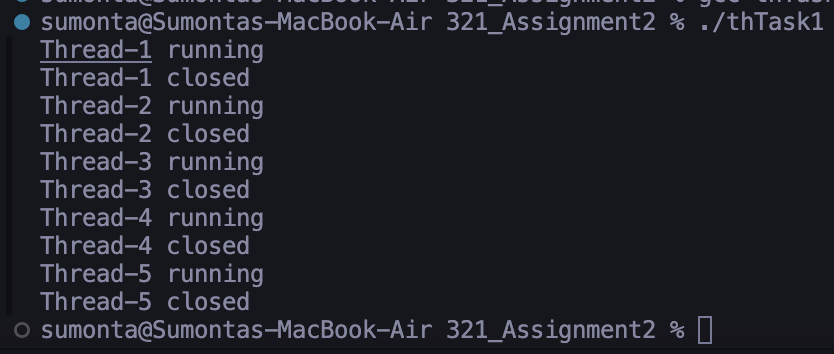 sumonta@Sumontas-MacBook-Air 321_Assignment2 % ./thTask1
Thread-1 running
Thread-1 closed
Thread-2 running
Thread-2 closed
Thread-3 running
Thread-3 closed
Thread-4 running
Thread-4 closed
Thread-5 running
Thread-5 closed
sumonta@Sumontas-MacBook-Air 321_Assignment2 %